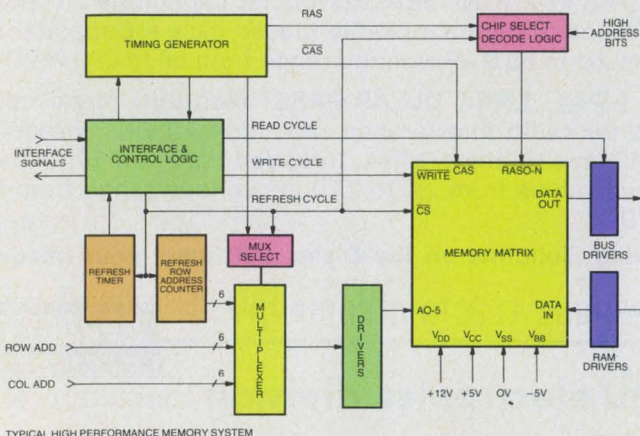 RAS
TIMING GENERATOR
CAS
CHIP SELECT
DECODE LOGIC
HIGH
ADDRESS
BITS
INTERFACE
SIGNALS
INTERFACE &
CONTROL LOGIC
READ CYCLE
WRITE CYCLE
REFRESH CYCLE
WRITE
CAS
RASO-N
DATA
OUT
CS
MEMORY MATRIX
BUS
DRIVERS
REFRESH
TIMER
REFRESH
ROW
ADDRESS
COUNTER
MUX
SELECT
6
MULTIPLEXER
DRIVERS
AO-5
DATA
IN
RAM
DRIVERS
ROW ADD
6
COL ADD
6
VDD
VCC
VSS
VBB
+12V
+5V
OV
-5V
TYPICAL HIGH PERFORMANCE MEMORY SYSTEM